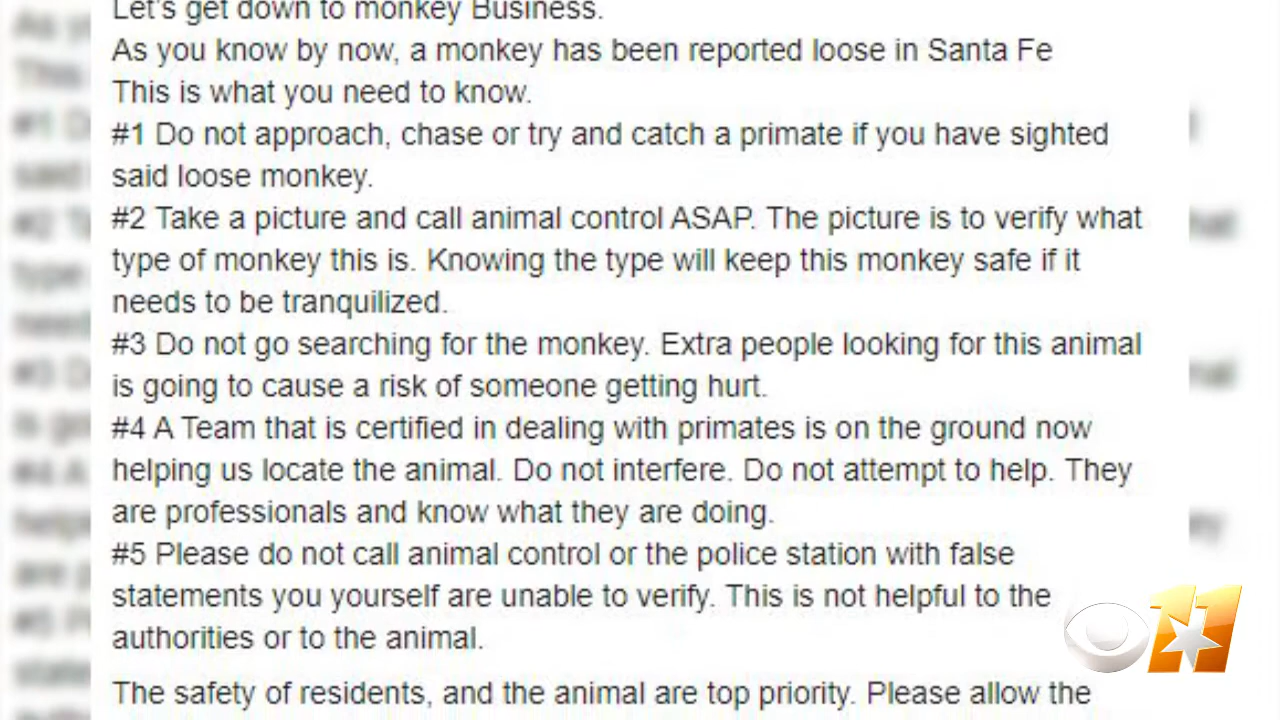 Let's get down to monkey Business.
As you know by now, a monkey has been reported loose in Santa Fe
This is what you need to know.
#1 Do not approach, chase or try and catch a primate if you have sighted
said loose monkey.
#2 Take a picture and call animal control ASAP. The picture is to verify what
type of monkey this is. Knowing the type will keep this monkey safe if it
needs to be tranquilized.
#3 Do not go searching for the monkey. Extra people looking for this animal
is going to cause a risk of someone getting hurt.
#4 A Team that is certified in dealing with primates is on the ground now
helping us locate the animal. Do not interfere. Do not attempt to help. They
are professionals and know what they are doing.
#5 Please do not call animal control or the police station with false
statements you yourself are unable to verify. This is not helpful to the
authorities or to the animal.
The safety of residents, and the animal are top priority. Please allow the
11